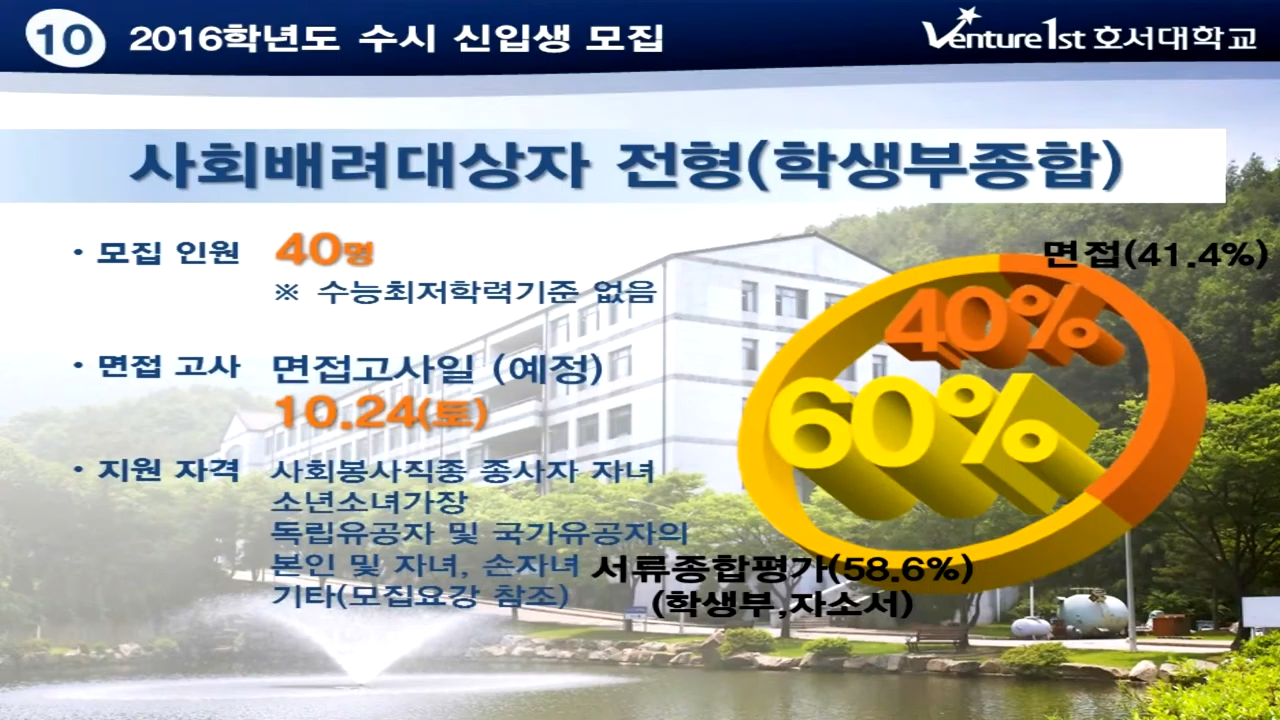 10 2016학년도 수시 신입생 모집
Venture 1st 호서대학교
사회배려대상자 전형(학생부종합)
• 모집 인원 40명
※ 수능최저학력기준 없음
• 면접 고사 면접고사일 (예정)
10.24(토)
• 지원 자격 사회봉사직종 종사자 자녀
소년소녀가장
독립유공자 및 국가유공자의
본인 및 자녀, 손자녀
기타(모집요강 참조)
면접(41.4%)
40%
60%
서류종합평가(58.6%)
(학생부,자소서)